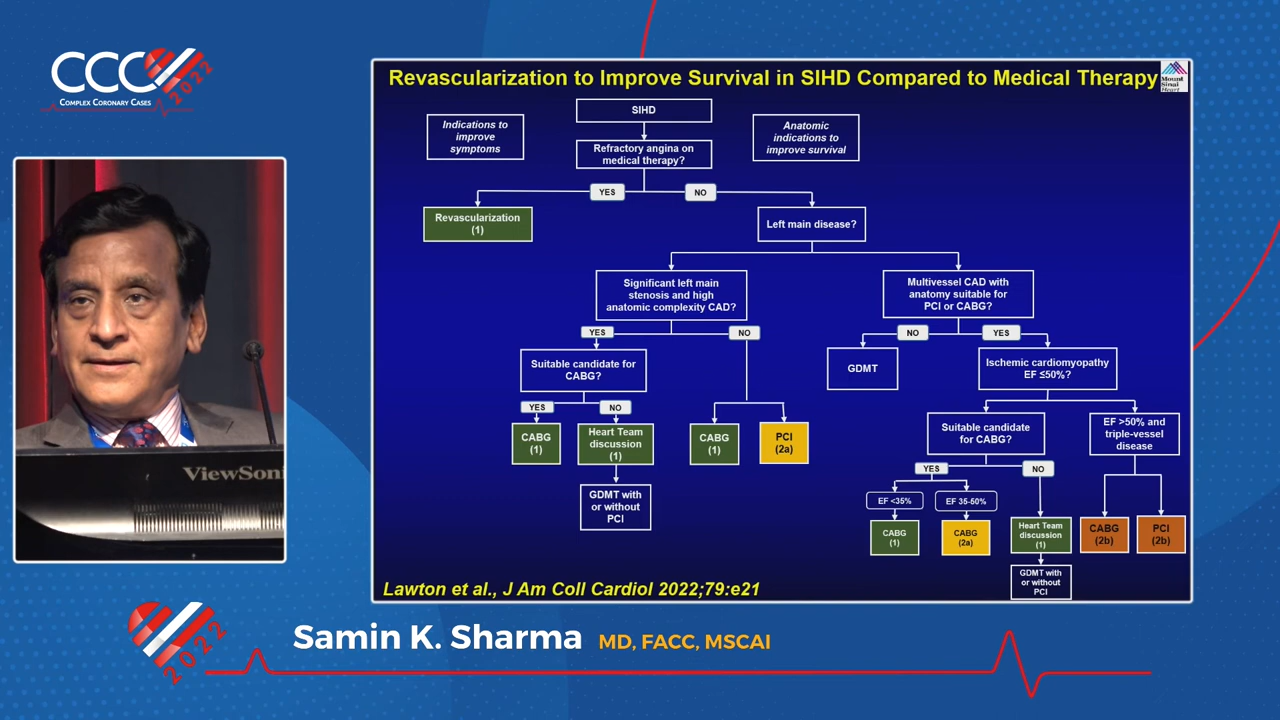 CCC
2022
COMPLEX CORONARY CASES
Revascularization to Improve Survival in SIHD Compared to Medical Therapy
Mount
Sinai
Heart
SIHD
Indications to
improve
symptoms
Anatomic
indications to
improve survival
Refractory angina on
medical therapy?
YES
NO
Revascularization
(1)
Left main disease?
Significant left main
stenosis and high
anatomic complexity CAD?
Multivessel CAD with
anatomy suitable for
PCI or CABG?
YES
NO
NO
YES
Suitable candidate for
CABG?
GDMT
Ischemic cardiomyopathy
EF ≤50%?
YES
NO
CABG
(1)
Heart Team
discussion
(1)
CABG
(1)
PCI
(2a)
Suitable candidate
for CABG?
EF >50% and
triple-vessel
disease
YES
NO
GDMT with
or without
PCI
EF <35%
EF 35-50%
CABG
(1)
CABG
(2a)
Heart Team
discussion
(1)
CABG
(2b)
PCI
(2b)
GDMT with
or without
PCI
Lawton et al., J Am Coll Cardiol 2022;79:e21
ViewSoni
2022
Samin K. Sharma MD, FACC, MSCAI